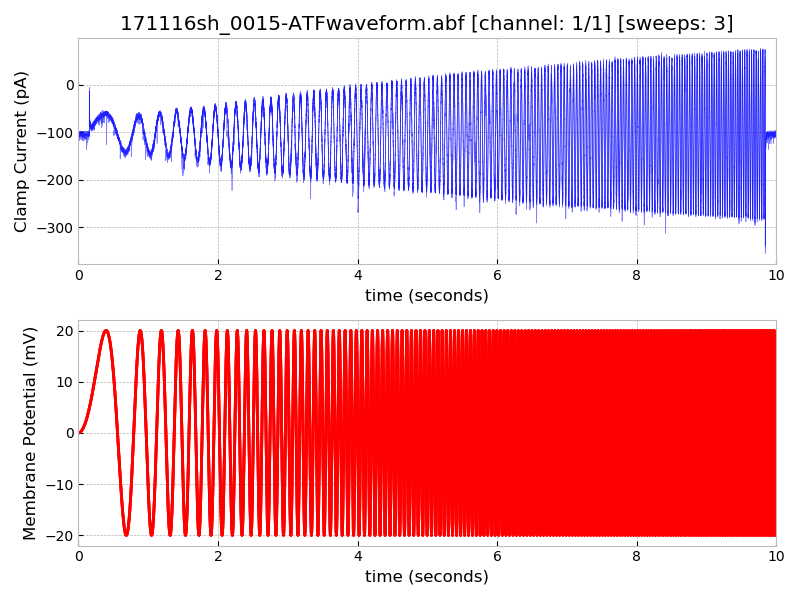 171116sh_0015-ATFwaveform.abf [channel: 1/1] [sweeps: 3]
Clamp Current (pA)
0
−100
−200
−300
0 2 4 6 8 10
time (seconds)
Membrane Potential (mV)
20
10
0
−10
−20
0 2 4 6 8 10
time (seconds)